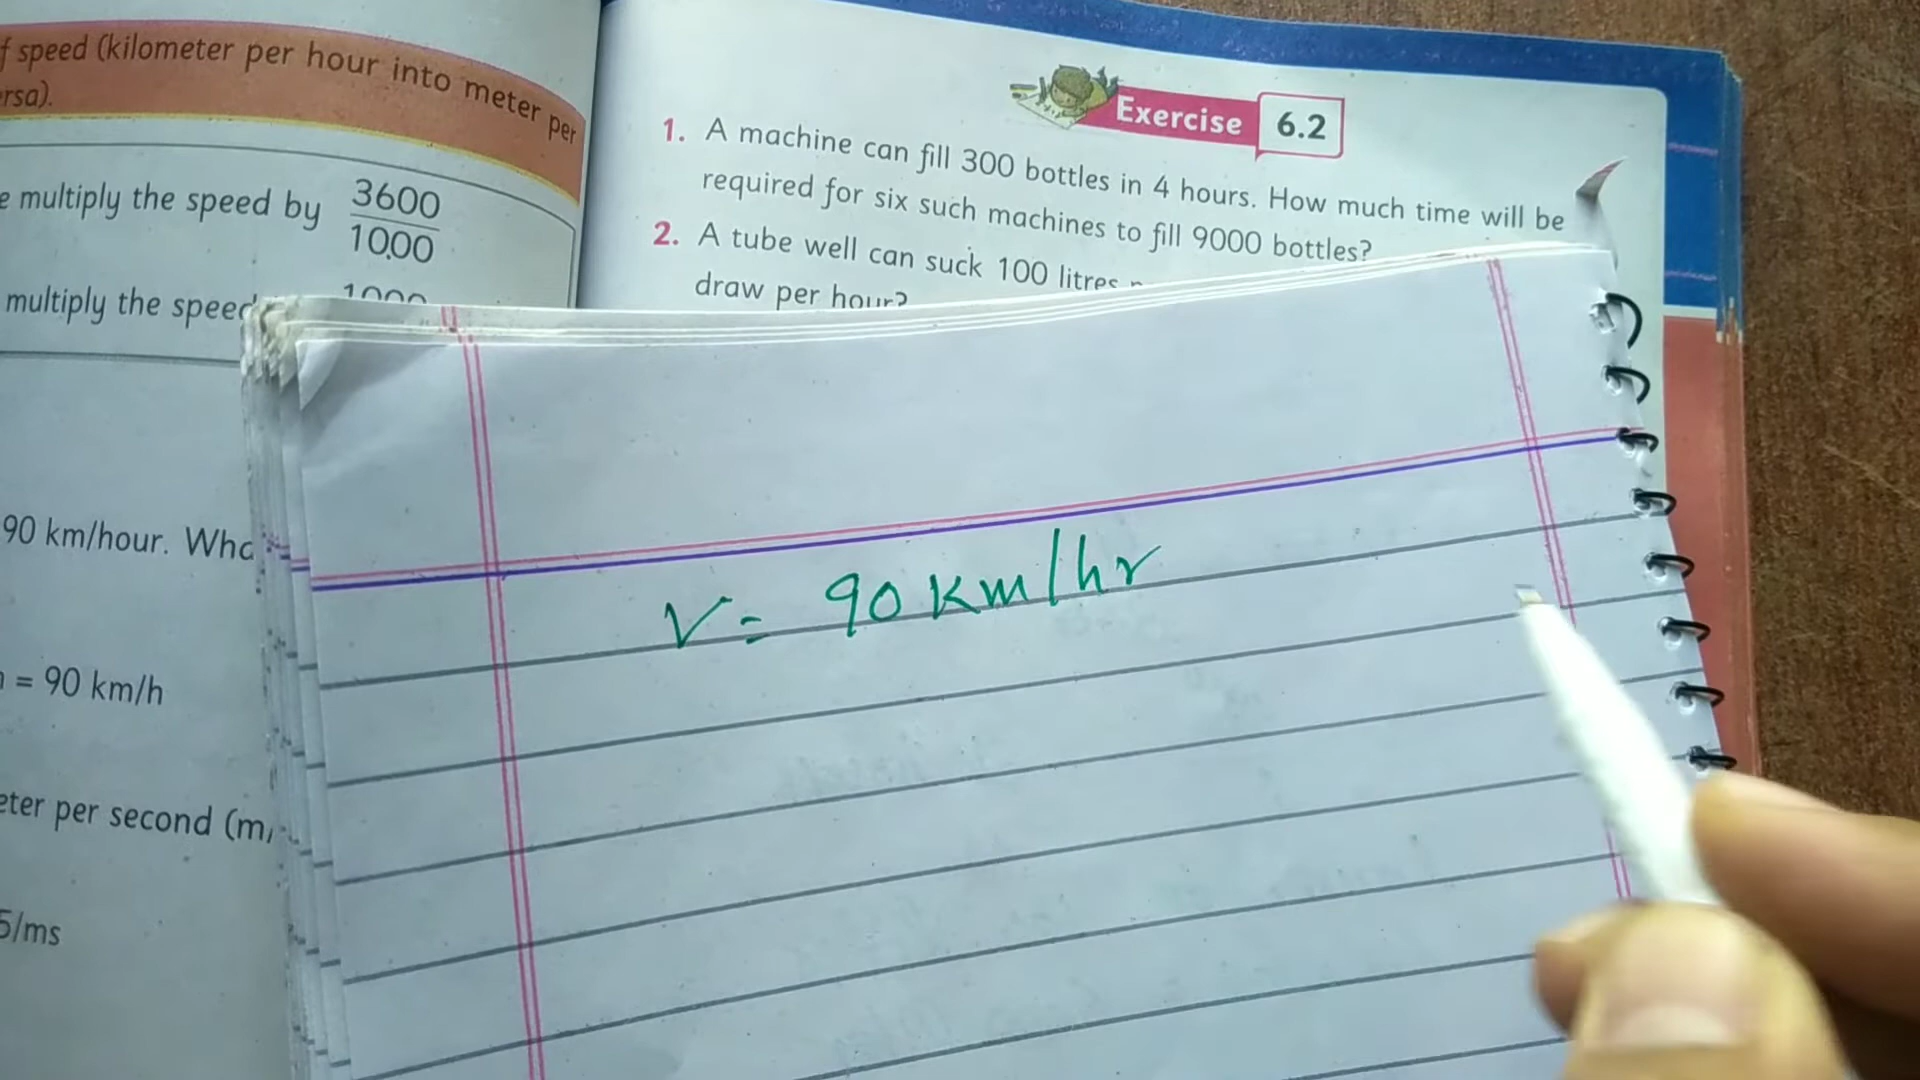 f speed (kilometer per hour into meter per
ersa).
e multiply the speed by 3600
1000
multiply the speed 1000
90 km/hour.
= 90 km/h
eter per second (m/
5/ms
Exercise 6.2
1. A machine can fill 300 bottles in 4 hours. How much time will be
required for six such machines to fill 9000 bottles?
2. A tube well can suck 100 litres
draw per hour?
V = 90 km/hr